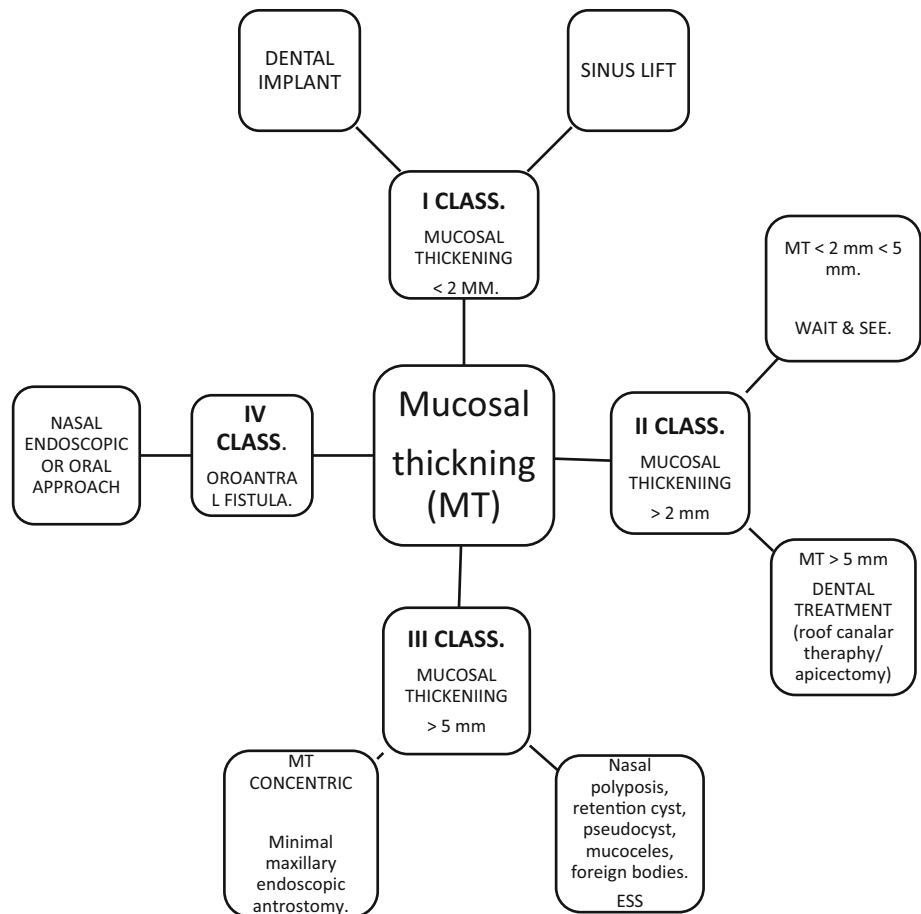 DENTAL
IMPLANT
SINUS LIFT
I CLASS.
MUCOSAL
THICKENING
< 2 MM.
MT < 2 mm < 5
mm.
WAIT & SEE.
Mucosal
thickning
(MT)
IV
CLASS.
OROANTRA
L FISTULA.
NASAL
ENDOSCOPIC
OR ORAL
APPROACH
II CLASS.
MUCOSAL
THICKENIING
> 2 mm
MT > 5 mm
DENTAL
TREATMENT
(roof canalar
theraphy/
apicectomy)
III CLASS.
MUCOSAL
THICKENIING
> 5 mm
MT
CONCENTRIC
Minimal
maxillary
endoscopic
antrostomy.
Nasal
polyposis,
retention cyst,
pseudocyst,
mucoceles,
foreign bodies.
ESS